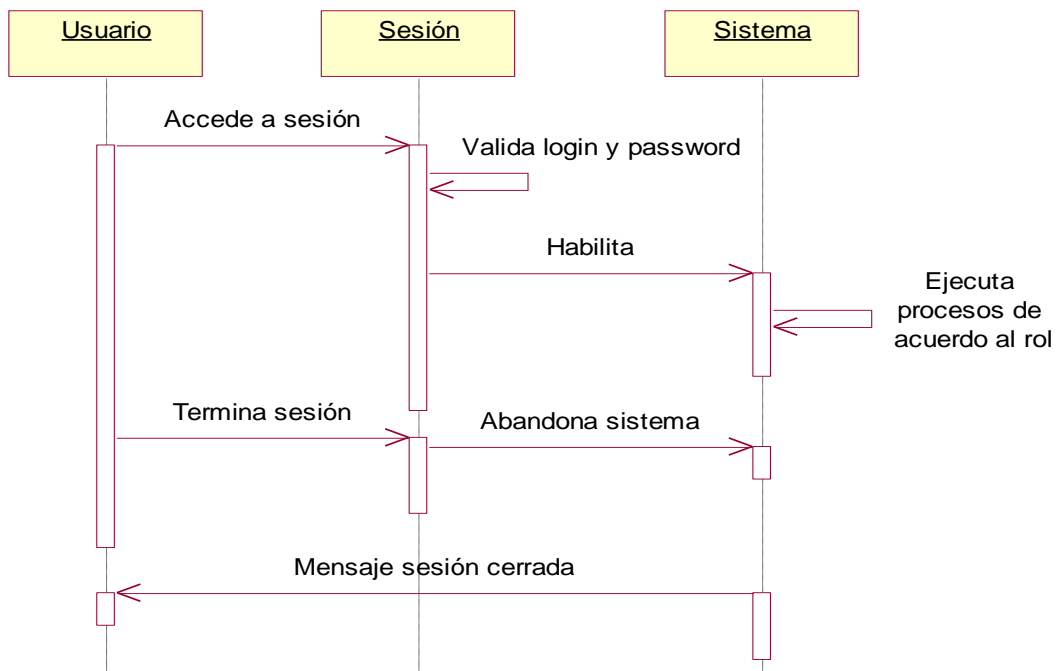 Usuario
Sesión
Sistema
Accede a sesión
Valida login y password
Habilita
Ejecuta
procesos de
acuerdo al rol
Termina sesión
Abandona sistema
Mensaje sesión cerrada